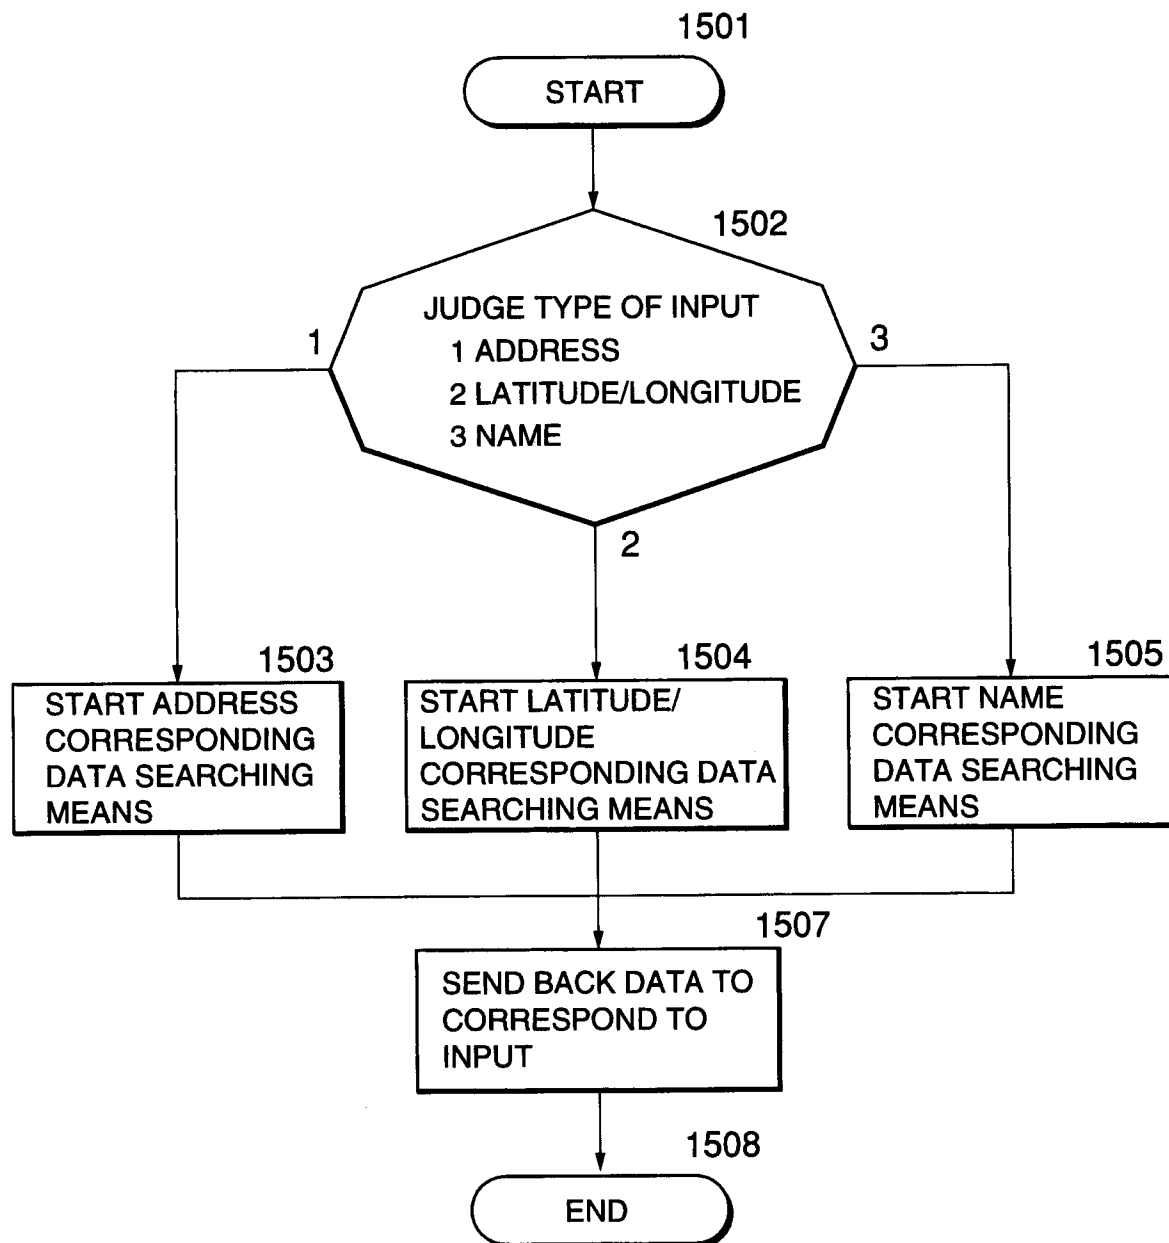 1501
START
1502
JUDGE TYPE OF INPUT
1 ADDRESS
2 LATITUDE/LONGITUDE
3 NAME
1
3
2
1503
START ADDRESS
CORRESPONDING
DATA SEARCHING
MEANS
1504
START LATITUDE/
LONGITUDE
CORRESPONDING DATA
SEARCHING MEANS
1505
START NAME
CORRESPONDING
DATA SEARCHING
MEANS
1507
SEND BACK DATA TO
CORRESPOND TO
INPUT
1508
END